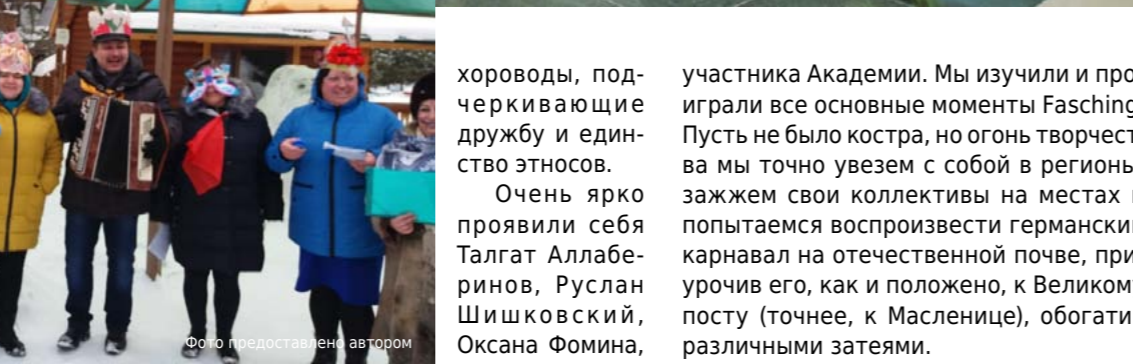 хороводы, под-
черкивающие
дружбу и един-
ство этносов.
Очень ярко
проявили себя
Талгат Аллабе-
ринов, Руслан
Шишковский,
Оксана Фомина,
участника Академии. Мы изучили и про
играли все основные моменты Fasching
Пусть не было костра, но огонь творчест
ва мы точно увезем с собой в регионы
зажжем свои коллективы на местах
попытаемся воспроизвести германски
карнавал на отечественной почве, при
урочив его, как и положено, к Великом
посту (точнее, к Масленице), обогати
различными затеями.
Фото предоставлено автором